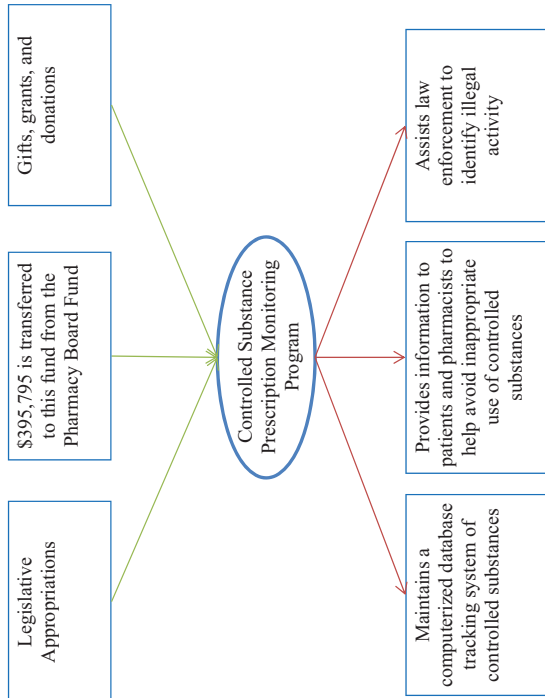 Legislative
Appropriations
$395,795 is transferred
to this fund from the
Pharmacy Board Fund
Gifts, grants, and
donations
Controlled Substance
Prescription Monitoring
Program
Maintains a
computerized database
tracking system of
controlled substances
Provides information to
patients and pharmacists to
help avoid inappropriate
use of controlled
substances
Assists law
enforcement to
identify illegal
activity